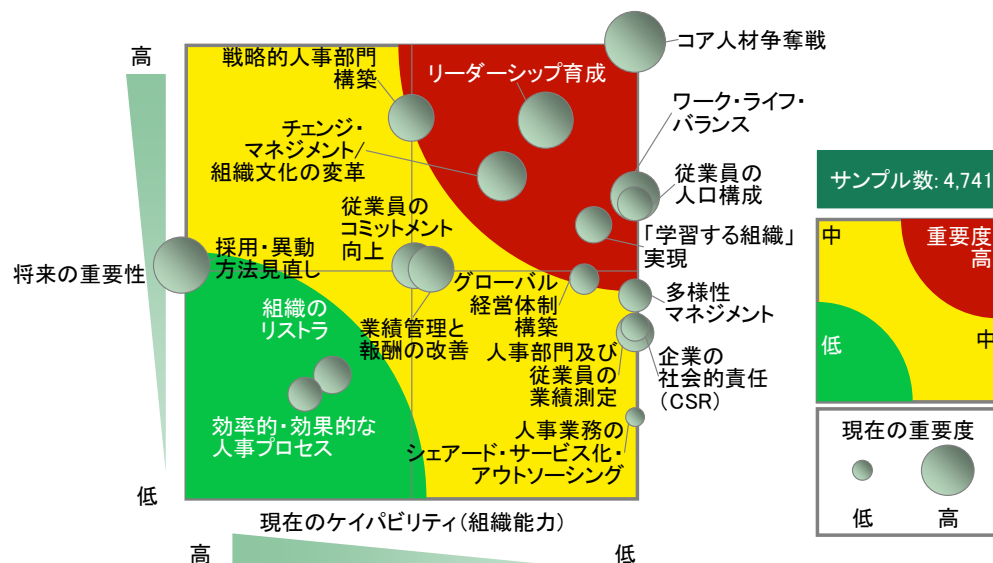 高
戦略的人事部門
構築
リーダーシップ育成
コア人材争奪戦
チェンジ・
マネジメント/
組織文化の変革
ワーク・ライフ・
バランス
従業員の
人口構成
サンプル数: 4,741
従業員の
コミットメント
向上
「学習する組織」
実現
将来の重要性
採用・異動
方法見直し
グローバル
経営体制
構築
多様性
マネジメント
組織の
リストラ
業績管理と
報酬の改善
人事部門及び
従業員の
業績測定
企業の
社会的責任
(CSR)
効率的・効果的な
人事プロセス
人事業務の
シェアード・サービス化・
アウトソーシング
低
現在のケイパビリティ(組織能力)
高
低
中
重要度
高
低
中
現在の重要度
低
高